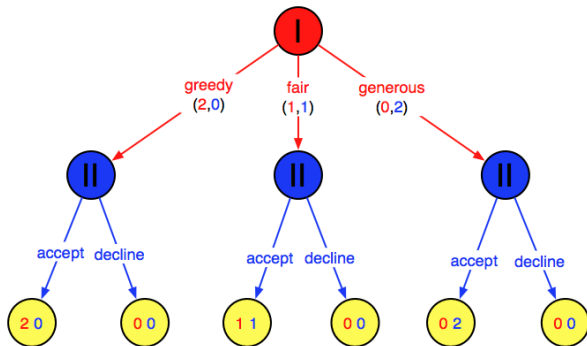 I
greedy
(2,0)
fair
(1,1)
generous
(0,2)
II
II
II
accept decline
accept decline
accept decline
2 0
0 0
1 1
0 0
0 2
0 0